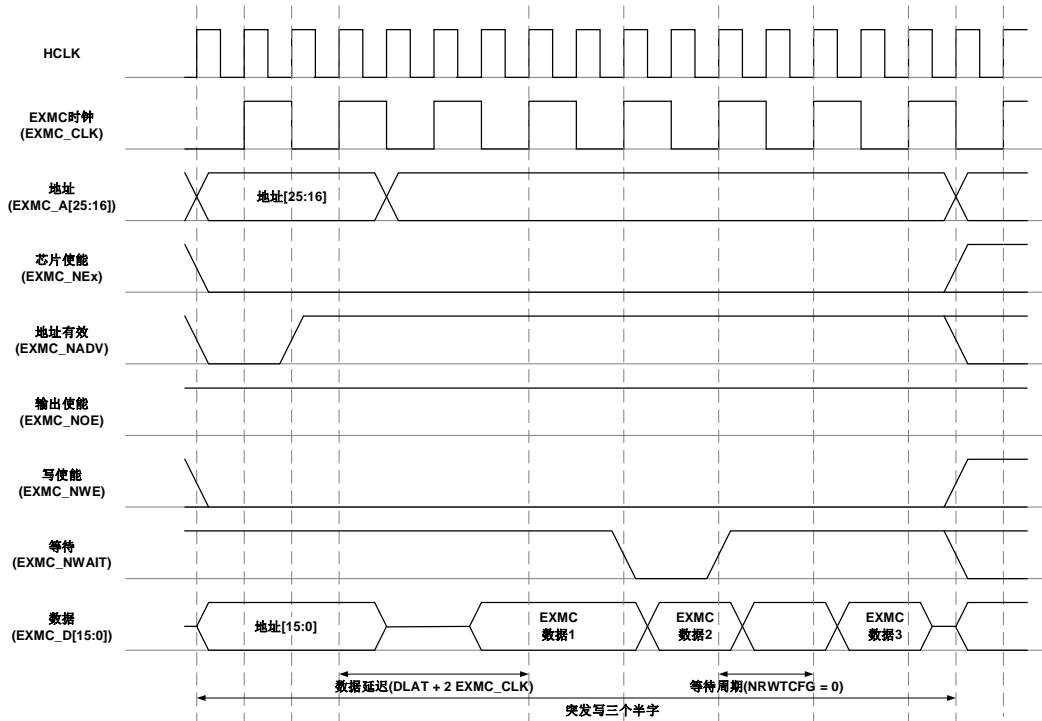 HCLK
EXMC时钟
(EXMC_CLK)
地址
(EXMC_A[25:16])
地址[25:16]
芯片使能
(EXMC_NEx)
地址有效
(EXMC_NADV)
输出使能
(EXMC_NOE)
写使能
(EXMC_NWE)
等待
(EXMC_NWAIT)
数据
(EXMC_D[15:0])
地址[15:0]
EXMC
数据1
EXMC
数据2
EXMC
数据3
数据延迟(DLAT + 2 EXMC_CLK)
等待周期(NRWTCFG = 0)
突发写三个半字